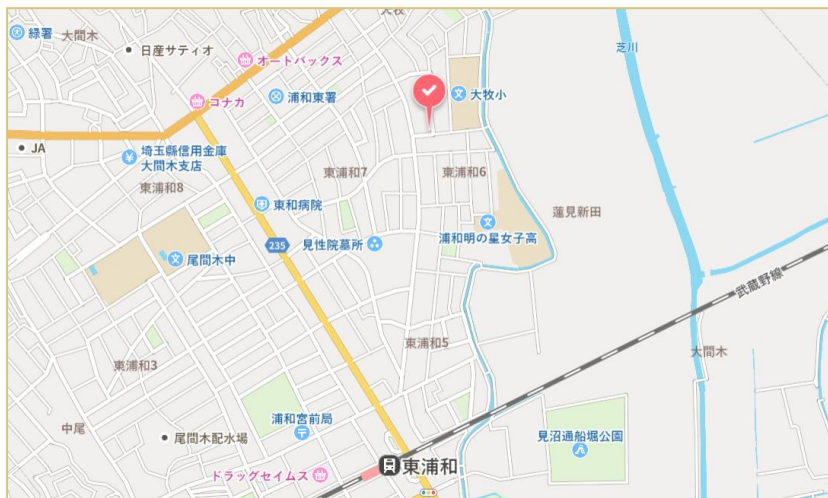 大牧
緑署
大間木
日産サティオ
オートバックス
コナカ
浦和東署
大牧小
芝川
JA
埼玉縣信用金庫
大間木支店
東浦和8
東浦和7
東浦和6
東和病院
蓮見新田
235
見性院墓所
浦和明の星女子高
尾間木中
武蔵野線
東浦和5
大間木
東浦和3
中尾
浦和宮前局
尾間木配水場
見沼通船堀公園
ドラッグセイムス
東浦和